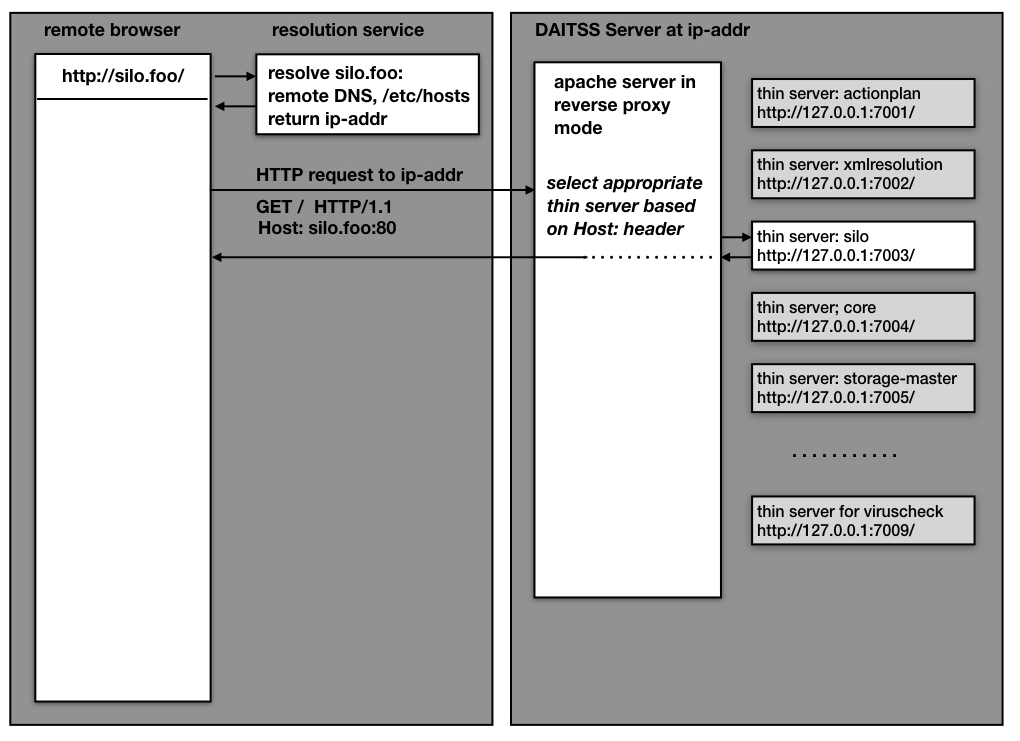 remote browser
resolution service
http://silo.foo/
resolve silo.foo:
remote DNS, /etc/hosts
return ip-addr
HTTP request to ip-addr
GET /  HTTP/1.1
Host: silo.foo:80
DAITSS Server at ip-addr
apache server in
reverse proxy
mode
select appropriate
thin server based
on Host: header
thin server: actionplan
http://127.0.0.1:7001/
thin server: xmlresolution
http://127.0.0.1:7002/
thin server: silo
http://127.0.0.1:7003/
thin server; core
http://127.0.0.1:7004/
thin server: storage-master
http://127.0.0.1:7005/
...........
thin server for viruscheck
http://127.0.0.1:7009/